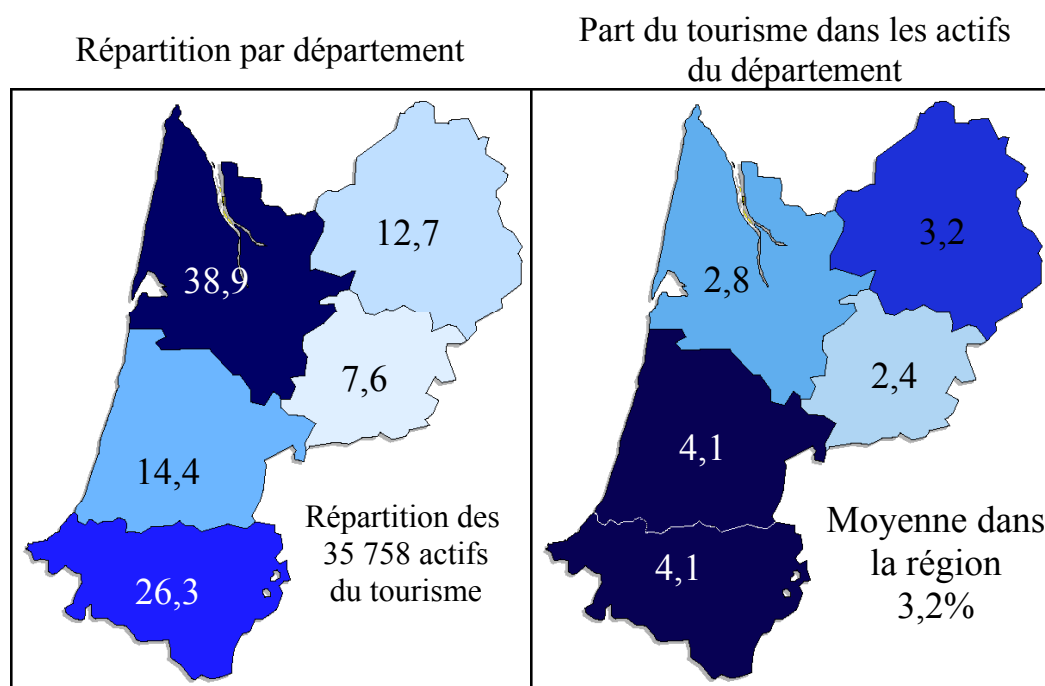 Répartition par département
Part du tourisme dans les actifs
du département
12,7
38,9
7,6
14,4
26,3
Répartition des
35 758 actifs
du tourisme
3,2
2,8
2,4
4,1
4,1
Moyenne dans
la région
3,2%